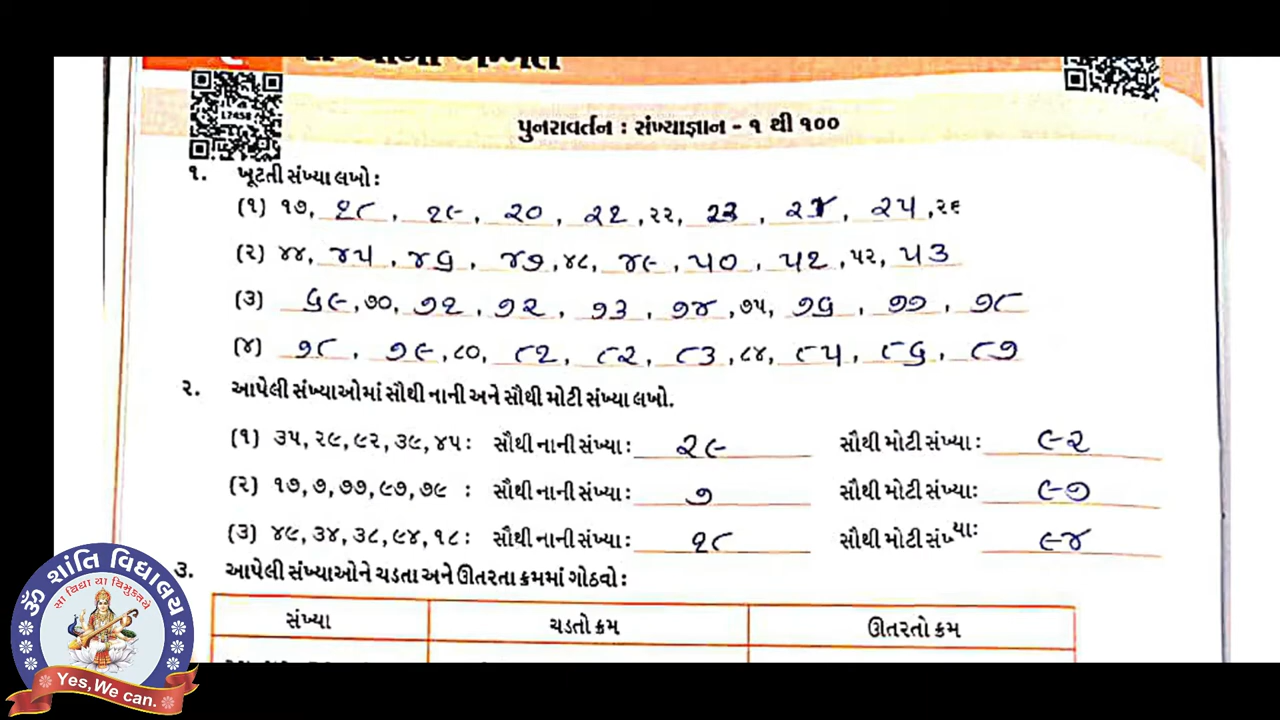 17458
પુનરાવર્તન : સંખ્યાજ્ઞાન - ૧ થી ૧૦૦
૧. ખૂટતી સંખ્યા લખો :
(૧) ૧૭, ૧૮, ૧૯, ૨૦, ૨૧, ૨૨, ૨૩, ૨૪, ૨૫, ૨૬
(૨) ૪૪, ૪૫, ૪૬, ૪૭, ૪૮, ૪૯, ૫૦, ૫૧, ૫૨, ૫૩
(૩) ૬૯, ૭૦, ૭૧, ૭૨, ૭૩, ૭૪, ૭૫, ૭૬, ૭૭, ૭૮
(૪) ૭૮, ૭૯, ૮૦, ૮૧, ૮૨, ૮૩, ૮૪, ૮૫, ૮૬, ૮૭
૨. આપેલી સંખ્યાઓમાં સૌથી નાની અને સૌથી મોટી સંખ્યા લખો.
(૧) ૩૫, ૨૯, ૯૨, ૩૯, ૪૫ : સૌથી નાની સંખ્યા: ૨૯ સૌથી મોટી સંખ્યા: ૯૨
(૨) ૧૭, ૭, ૭૭, ૯૭, ૭૯ : સૌથી નાની સંખ્યા: ૭ સૌથી મોટી સંખ્યા: ૯૭
(૩) ૪૯, ૩૪, ૩૮, ૯૪, ૧૮ : સૌથી નાની સંખ્યા: ૧૮ સૌથી મોટી સંખ્યા: ૯૪
૩. આપેલી સંખ્યાઓને ચડતા અને ઊતરતા ક્રમમાં ગોઠવો :
સંખ્યા ચડતો ક્રમ ઊતરતો ક્રમ
ૐ શાંતિ વિદ્યાલય
સા વિદ્યા યા વિમુક્તયે
Yes, We can.